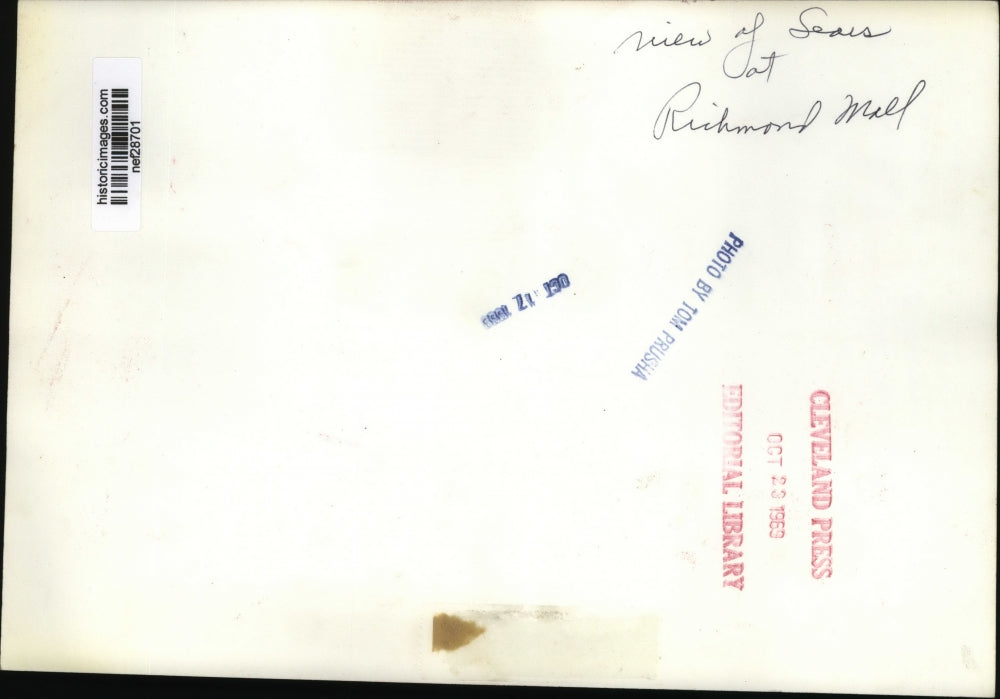 view of Sears
at
Richmond Mall
historicimages.com
nef28701
PHOTO BY TOM PRUSHA
OCT 17
CLEVELAND PRESS
OCT 23 1969
EDITORIAL LIBRARY